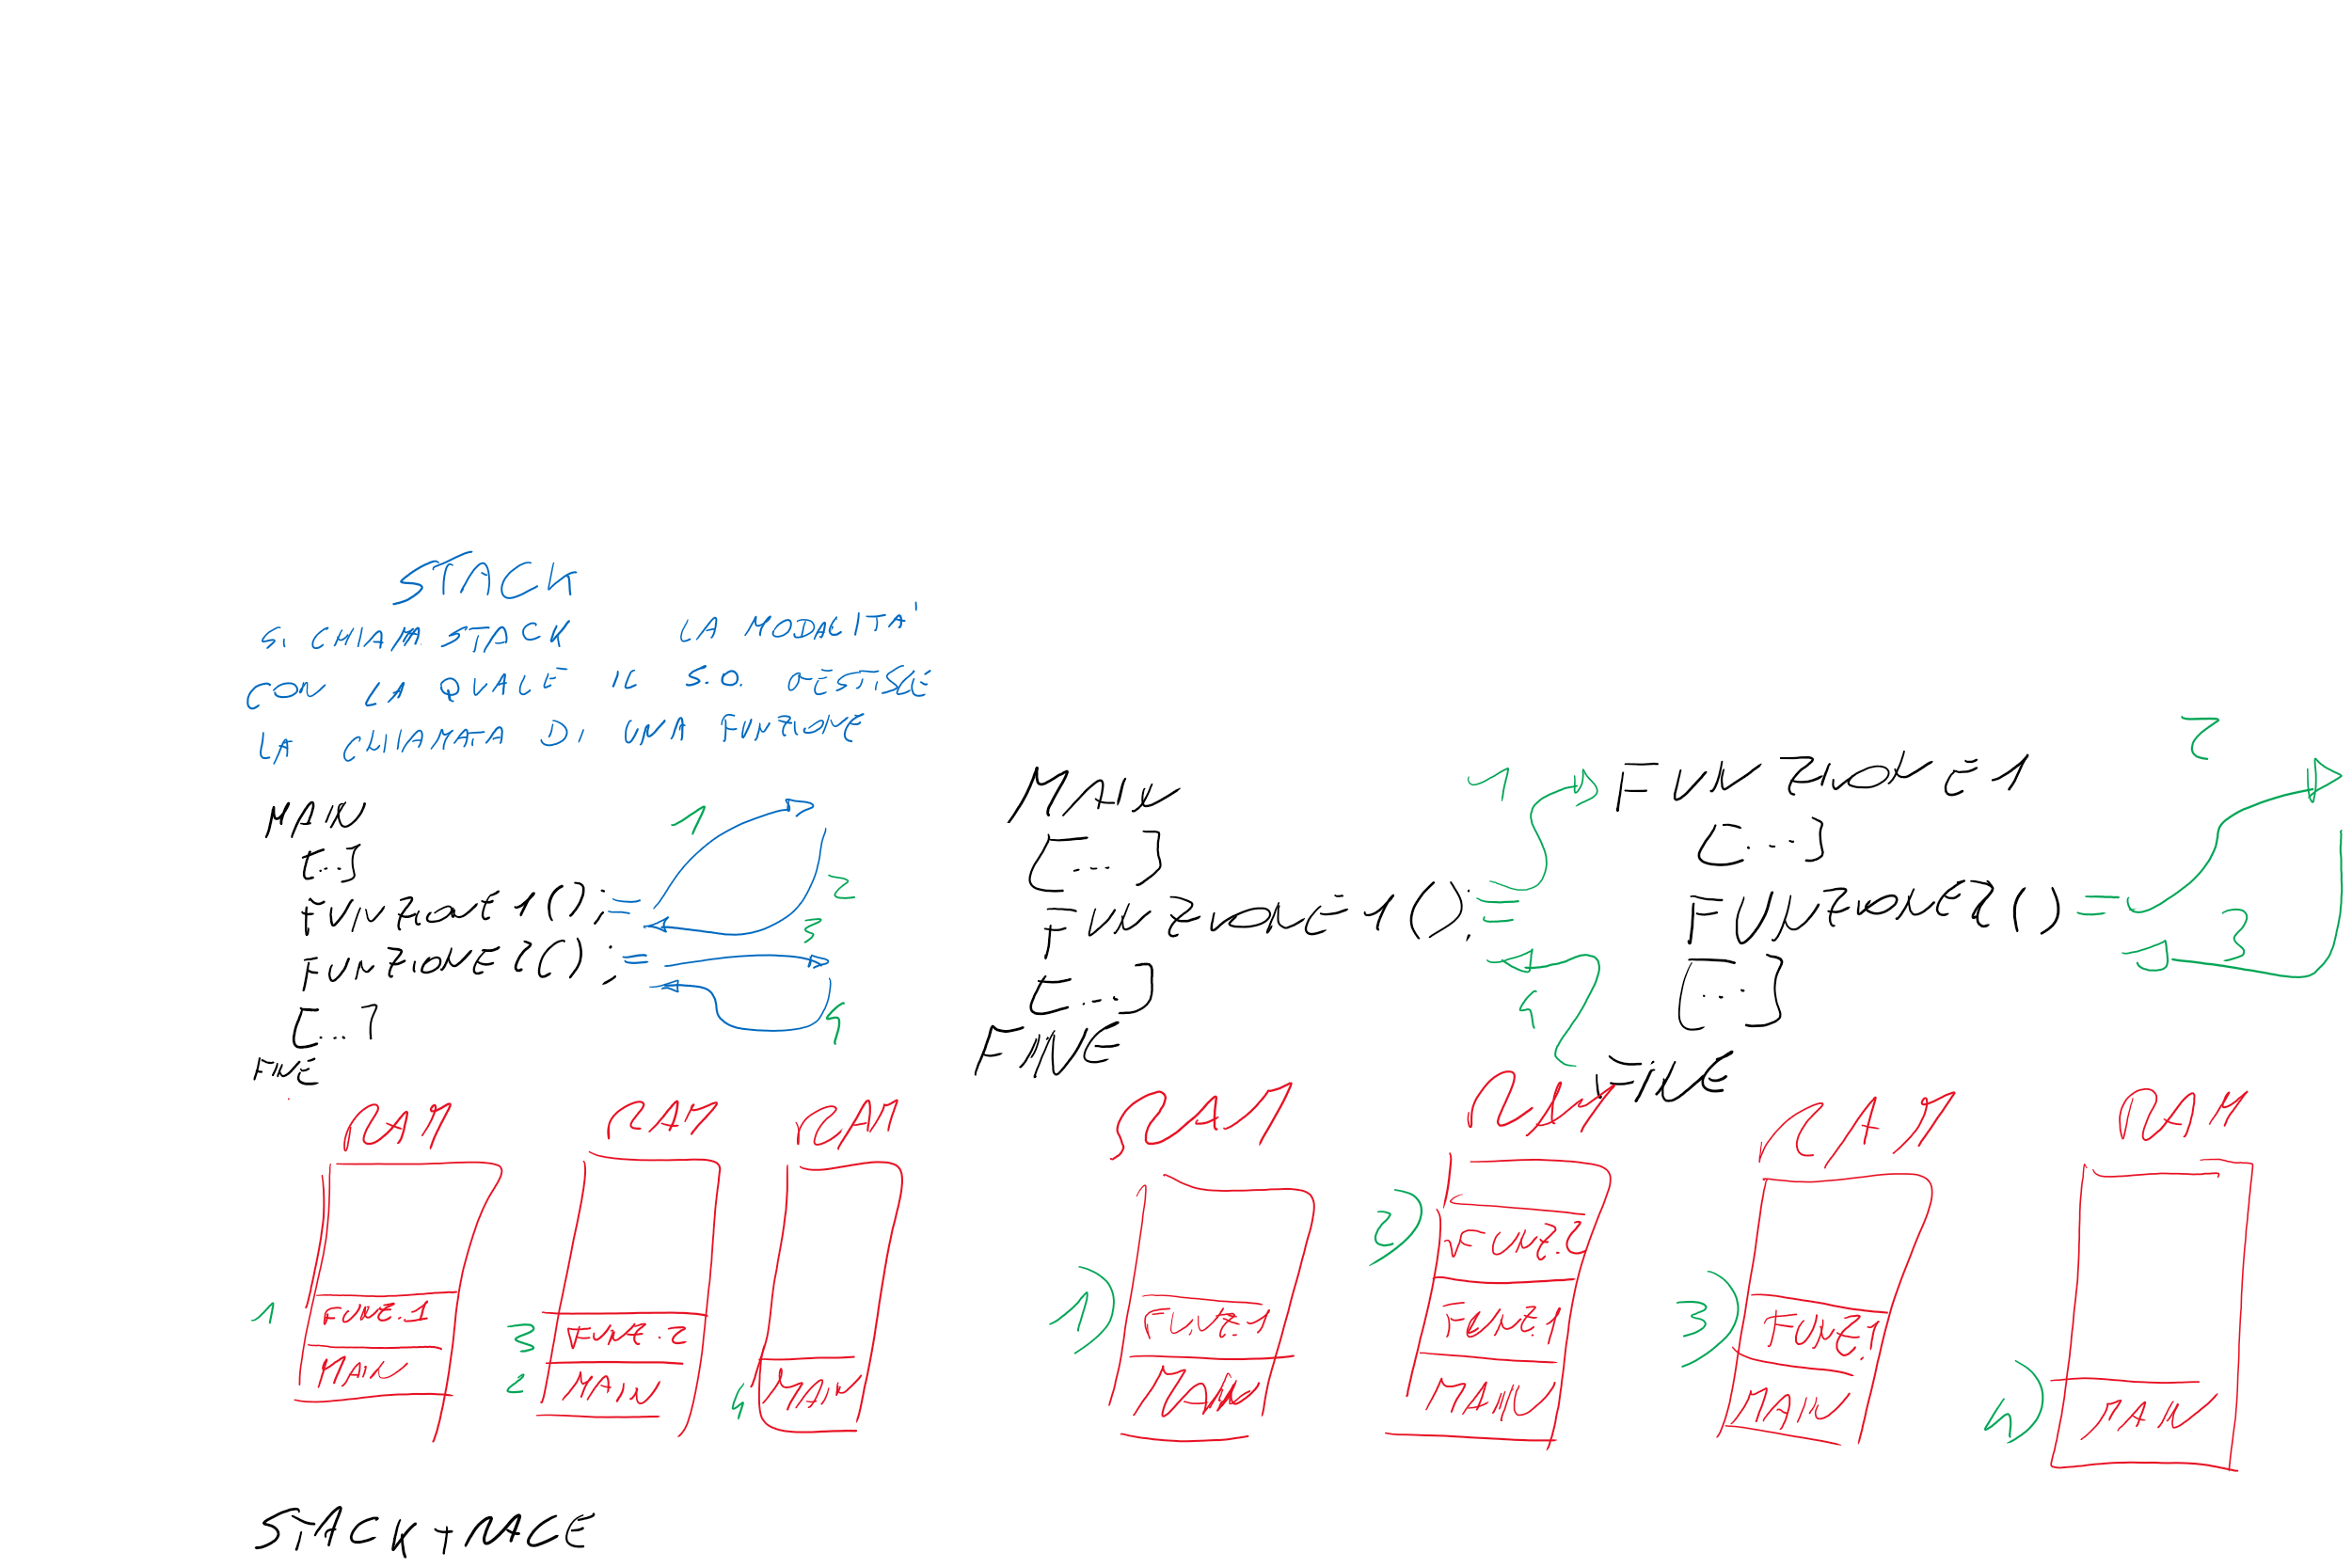 STACK
SI CHIAMA STACK LA MODALITA'
CON LA QUALE IL S.O. GESTISCE
LA CHIAMATA DI UNA FUNZIONE
MAIN
[...]
FUNZIONE1();
FUNZIONE2();
[...]
FINE
1
2
3
4
MAIN
[...]
FUNZIONE1();
[...]
FINE
1
4
FUNZIONE1
[...]
FUNZIONE2()
[...]
FINE
2
3
RAM
1 FUNZ.1
MAIN
RAM
3 FUNZ.2
2 MAIN
RAM
4 MAIN
RAM
1) FUNZ.1
MAIN
RAM
2) FUNZ.2
FUNZ.1
MAIN
RAM
3) FUNZ.1
MAIN
RAM
4) MAIN
STACKTRACE